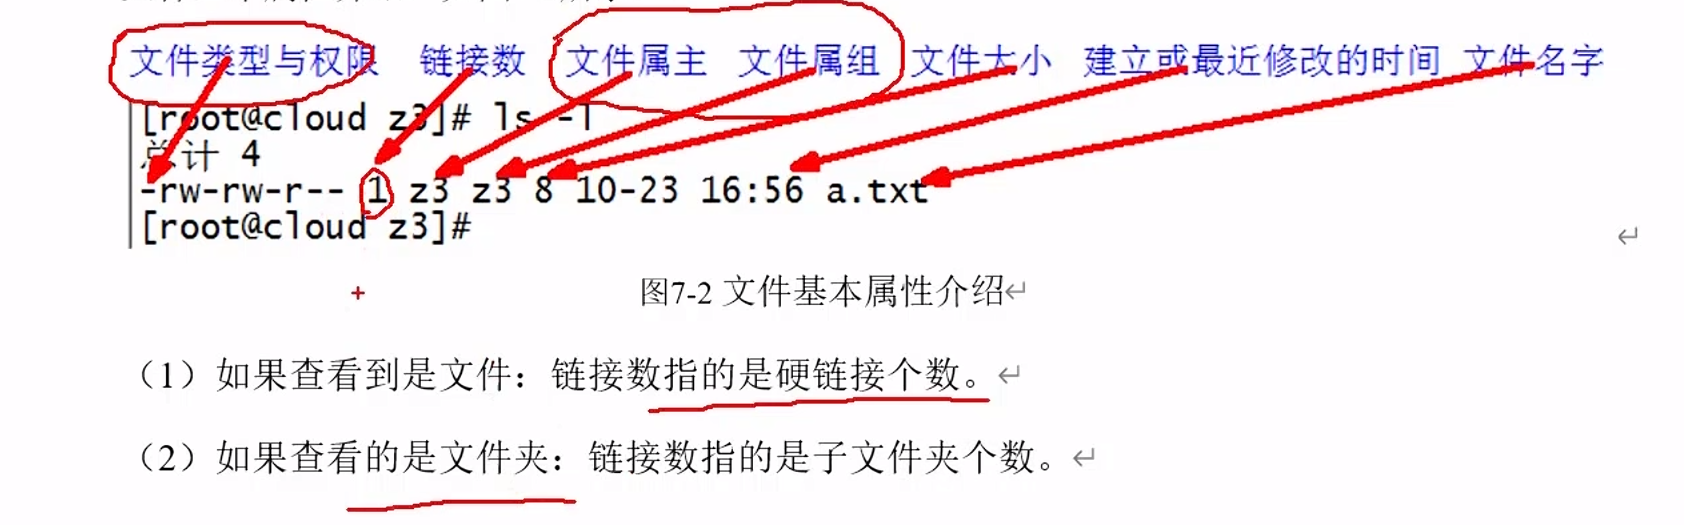 文件类型与权限 链接数 文件属主 文件属组 文件大小 建立或最近修改的时间 文件名字
[root@cloud z3]# ls -l
总计 4
-rw-rw-r-- 1 z3 z3 8 10-23 16:56 a.txt
[root@cloud z3]#
图7-2 文件基本属性介绍
（1）如果查看到是文件：链接数指的是硬链接个数。
（2）如果查看的是文件夹：链接数指的是子文件夹个数。